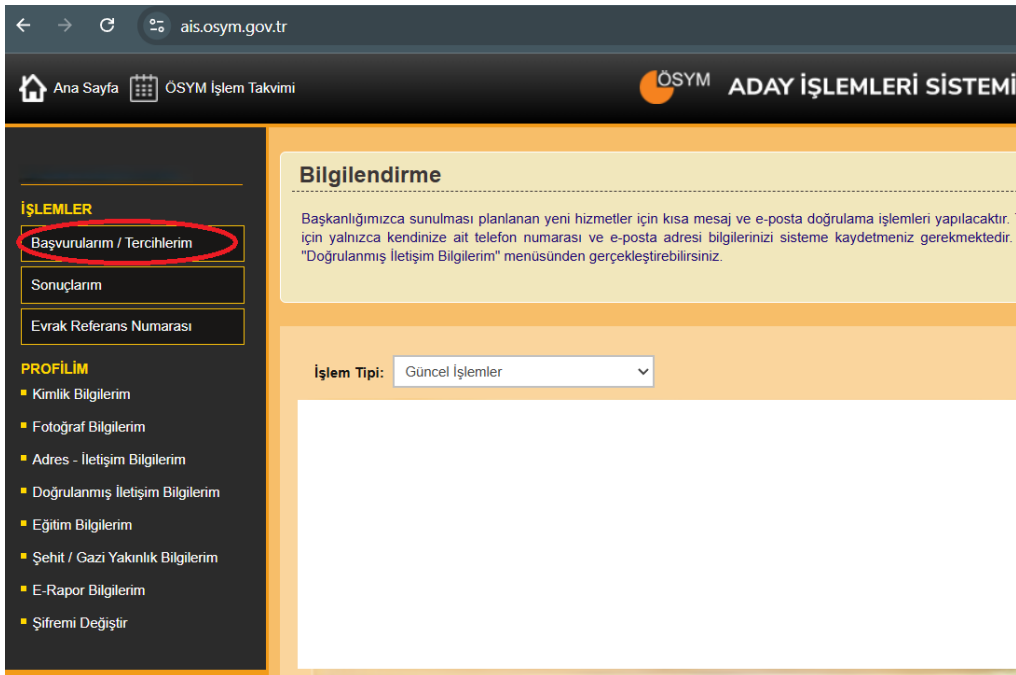 ais.osym.gov.tr
Ana Sayfa
ÖSYM İşlem Takvimi
ÖSYM
ADAY İŞLEMLERİ SİSTEMİ
İŞLEMLER
Başvurularım / Tercihlerim
Sonuçlarım
Evrak Referans Numarası
PROFİLİM
Kimlik Bilgilerim
Fotoğraf Bilgilerim
Adres - İletişim Bilgilerim
Doğrulanmış İletişim Bilgilerim
Eğitim Bilgilerim
Şehit / Gazi Yakınlık Bilgilerim
E-Rapor Bilgilerim
Şifremi Değiştir
Bilgilendirme
Başkanlığımızca sunulması planlanan yeni hizmetler için kısa mesaj ve e-posta doğrulama işlemleri yapılacaktır.
için yalnızca kendinize ait telefon numarası ve e-posta adresi bilgilerinizi sisteme kaydetmeniz gerekmektedir.
"Doğrulanmış İletişim Bilgilerim" menüsünden gerçekleştirebilirsiniz.
İşlem Tipi:
Güncel İşlemler